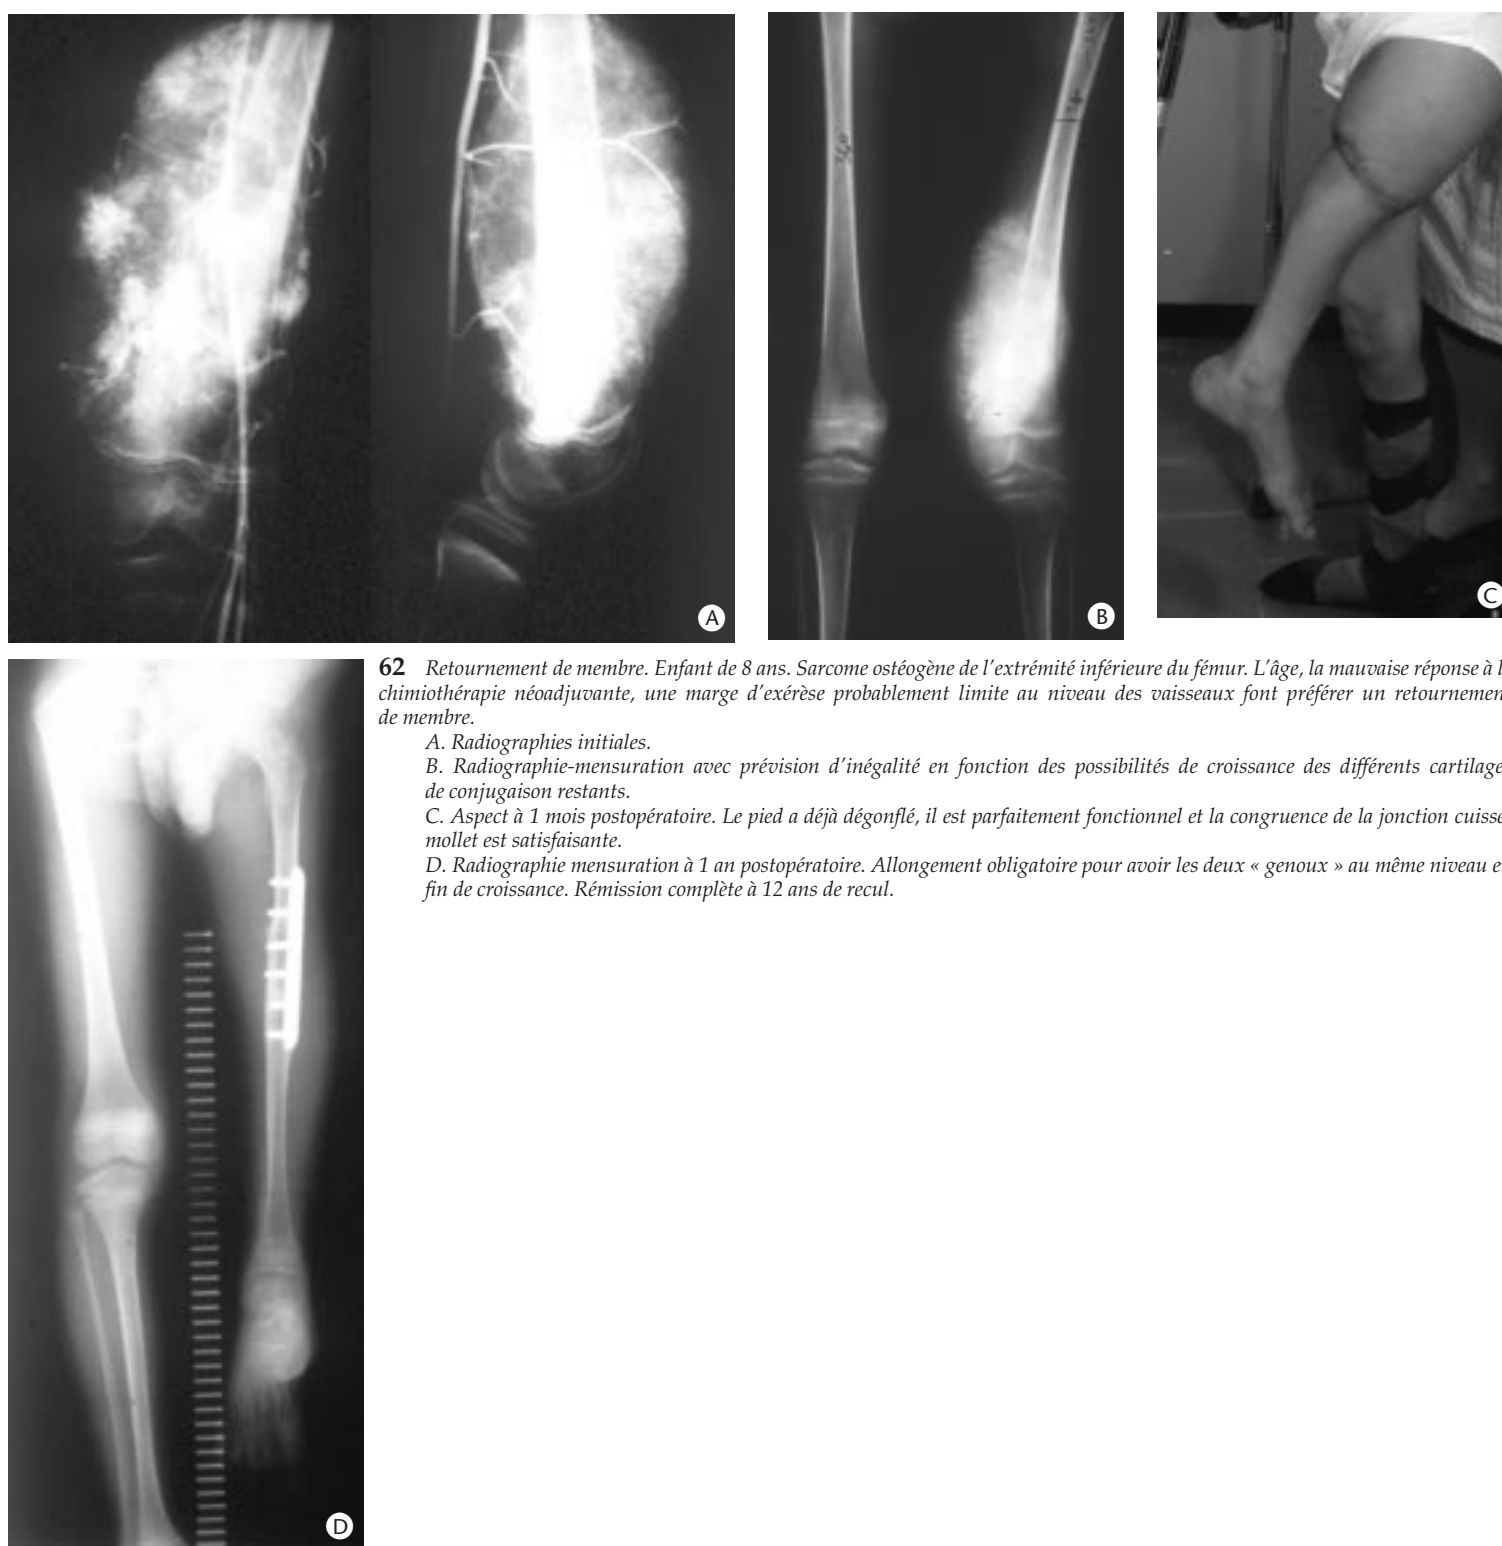 A
B
C
62 Retournement de membre. Enfant de 8 ans. Sarcome ostéogène de l'extrémité inférieure du fémur. L'âge, la mauvaise réponse à l
chimiothérapie néoadjuvante, une marge d'exérèse probablement limite au niveau des vaisseaux font préférer un retournemen
de membre.
A. Radiographies initiales.
B. Radiographie-mensuration avec prévision d'inégalité en fonction des possibilités de croissance des différents cartilage
de conjugaison restants.
C. Aspect à 1 mois postopératoire. Le pied a déjà dégonflé, il est parfaitement fonctionnel et la congruence de la jonction cuisse
mollet est satisfaisante.
D. Radiographie mensuration à 1 an postopératoire. Allongement obligatoire pour avoir les deux « genoux » au même niveau e
fin de croissance. Rémission complète à 12 ans de recul.
D